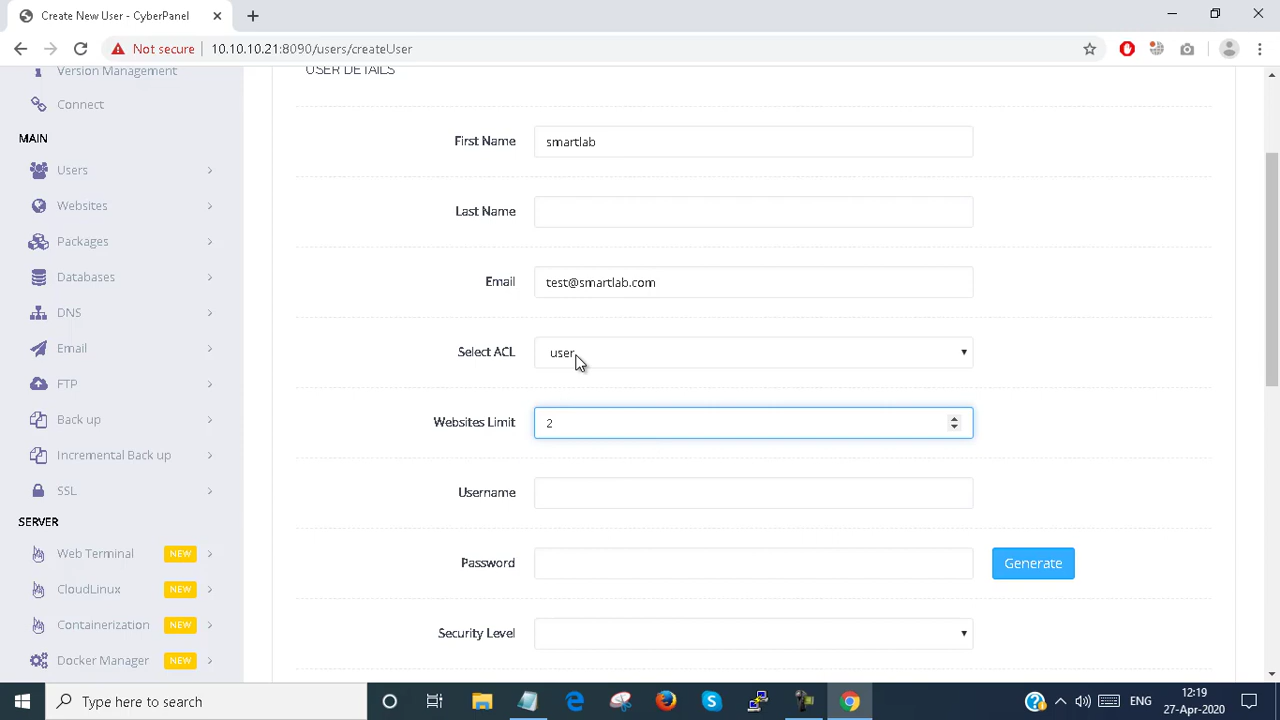 Create New User - CyberPanel
Not secure
10.10.10.21:8090/users/createUser
Version Management
Connect
MAIN
Users
Websites
Packages
Databases
DNS
Email
FTP
Back up
Incremental Back up
SSL
SERVER
Web Terminal NEW
CloudLinux NEW
Containerization NEW
Docker Manager NEW
USER DETAILS
First Name smartlab
Last Name
Email test@smartlab.com
Select ACL user
Websites Limit 2
Username
Password Generate
Security Level
Type here to search
ENG
12:19
27-Apr-2020